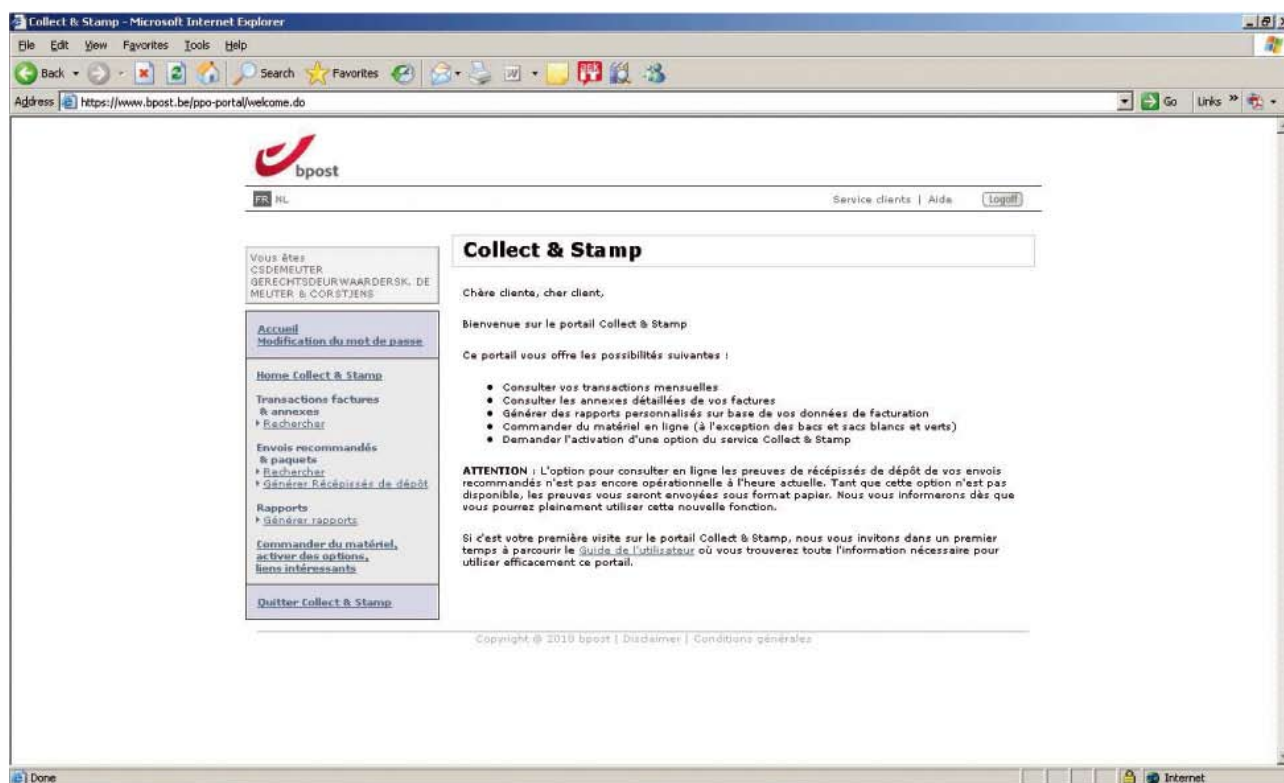 Collect & Stamp - Microsoft Internet Explorer
File Edit View Favorites Tools Help
Back Search Favorites
Address https://www.bpost.be/ppo-portal/welcome.do Go Links »
bpost
FR NL Service clients | Aide Logoff
Vous êtes
CSDEMEUTER
GERECHTSDEURWAARDERSK. DE
MEUTER & CORSTJENS
Accueil
Modification du mot de passe
Home Collect & Stamp
Transactions factures
& annexes
Rechercher
Envois recommandés
& paquets
Rechercher
Générer Récépissés de dépôt
Rapports
Générer rapports
Commander du matériel,
activer des options,
liens intéressants
Quitter Collect & Stamp
Collect & Stamp
Chère cliente, cher client,
Bienvenue sur le portail Collect & Stamp
Ce portail vous offre les possibilités suivantes :
• Consulter vos transactions mensuelles
• Consulter les annexes détaillées de vos factures
• Générer des rapports personnalisés sur base de vos données de facturation
• Commander du matériel en ligne (à l'exception des bacs et sacs blancs et verts)
• Demander l'activation d'une option du service Collect & Stamp
ATTENTION : L'option pour consulter en ligne les preuves de récépissés de dépôt de vos envois
recommandés n'est pas encore opérationnelle à l'heure actuelle. Tant que cette option n'est pas
disponible, les preuves vous seront envoyées sous format papier. Nous vous informerons dès que
vous pourrez pleinement utiliser cette nouvelle fonction.
Si c'est votre première visite sur le portail Collect & Stamp, nous vous invitons dans un premier
temps à parcourir le Guide de l'utilisateur où vous trouverez toute l'information nécessaire pour
utiliser efficacement ce portail.
Copyright @ 2010 bpost | Disclaimer | Conditions générales
Done Internet